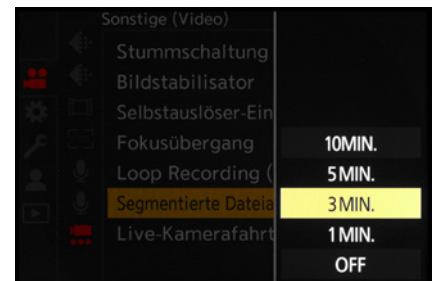 Sonstige (Video)
Stummschaltung
Bildstabilisator
Selbstauslöser-Ein
Fokusübergang
10MIN.
Loop Recording (
5MIN.
Segmentierte Dateia
3MIN.
Live-Kamerafahrt
1MIN.
OFF